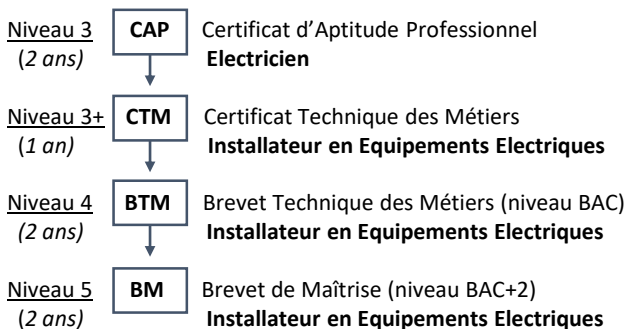 Niveau 3 CAP Certificat d'Aptitude Professionnel
(2 ans) Electricien
Niveau 3+ CTM Certificat Technique des Métiers
(1 an) Installateur en Equipements Electriques
Niveau 4 BTM Brevet Technique des Métiers (niveau BAC)
(2 ans) Installateur en Equipements Electriques
Niveau 5 BM Brevet de Maîtrise (niveau BAC+2)
(2 ans) Installateur en Equipements Electriques